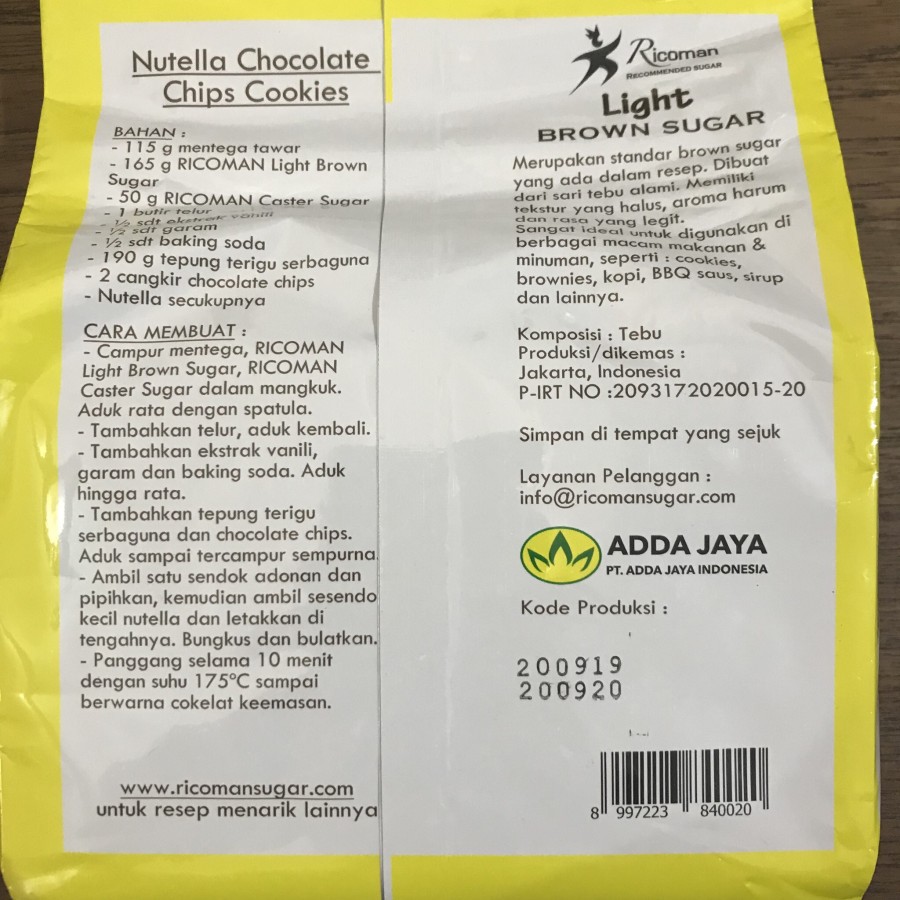 Nutella Chocolate
Chips Cookies
BAHAN :
- 115 g mentega tawar
- 165 g RICOMAN Light Brown
Sugar
- 50 g RICOMAN Caster Sugar
- 1 butir telur
- ½ sdt ekstrak vanili
- ½ sdt garam
- ½ sdt baking soda
- 190 g tepung terigu serbaguna
- 2 cangkir chocolate chips
- Nutella secukupnya
CARA MEMBUAT :
- Campur mentega, RICOMAN
Light Brown Sugar, RICOMAN
Caster Sugar dalam mangkuk.
Aduk rata dengan spatula.
- Tambahkan telur, aduk kembali.
- Tambahkan ekstrak vanili,
garam dan baking soda. Aduk
hingga rata.
- Tambahkan tepung terigu
serbaguna dan chocolate chips.
Aduk sampai tercampur sempurna.
- Ambil satu sendok adonan dan
pipihkan, kemudian ambil sesendo
kecil nutella dan letakkan di
tengahnya. Bungkus dan bulatkan.
- Panggang selama 10 menit
dengan suhu 175°C sampai
berwarna cokelat keemasan.
www.ricomansugar.com
untuk resep menarik lainnya
Ricoman
RECOMMENDED SUGAR
Light
BROWN SUGAR
Merupakan standar brown sugar
yang ada dalam resep. Dibuat
dari sari tebu alami. Memiliki
tekstur yang halus, aroma harum
dan rasa yang legit.
Sangat ideal untuk digunakan di
berbagai macam makanan &
minuman, seperti : cookies,
brownies, kopi, BBQ saus, sirup
dan lainnya.
Komposisi : Tebu
Produksi/dikemas :
Jakarta, Indonesia
P-IRT NO :2093172020015-20
Simpan di tempat yang sejuk
Layanan Pelanggan :
info@ricomansugar.com
ADDA JAYA
PT. ADDA JAYA INDONESIA
Kode Produksi :
200919
200920
8 997223 840020